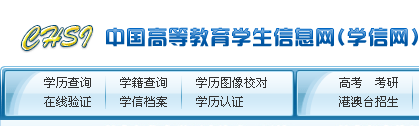 CHSI 中国高等教育学生信息网(学信网)
学历查询 学籍查询 学历图像校对 高考 考研
在线验证 学信档案 学历认证 港澳台招生